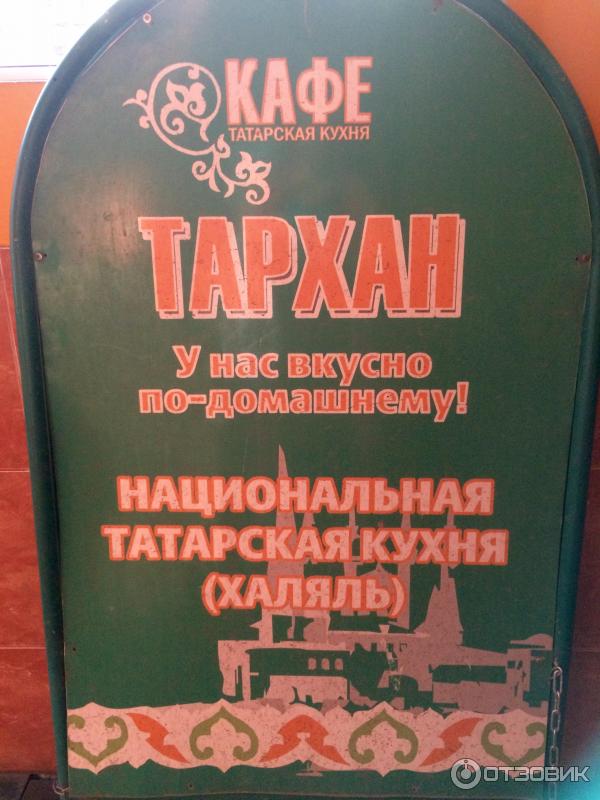 КАФЕ
ТАТАРСКАЯ КУХНЯ
ТАРХАН
У нас вкусно
по-домашнему!
НАЦИОНАЛЬНАЯ
ТАТАРСКАЯ КУХНЯ
(ХАЛЯЛЬ)
ОТЗОВИК